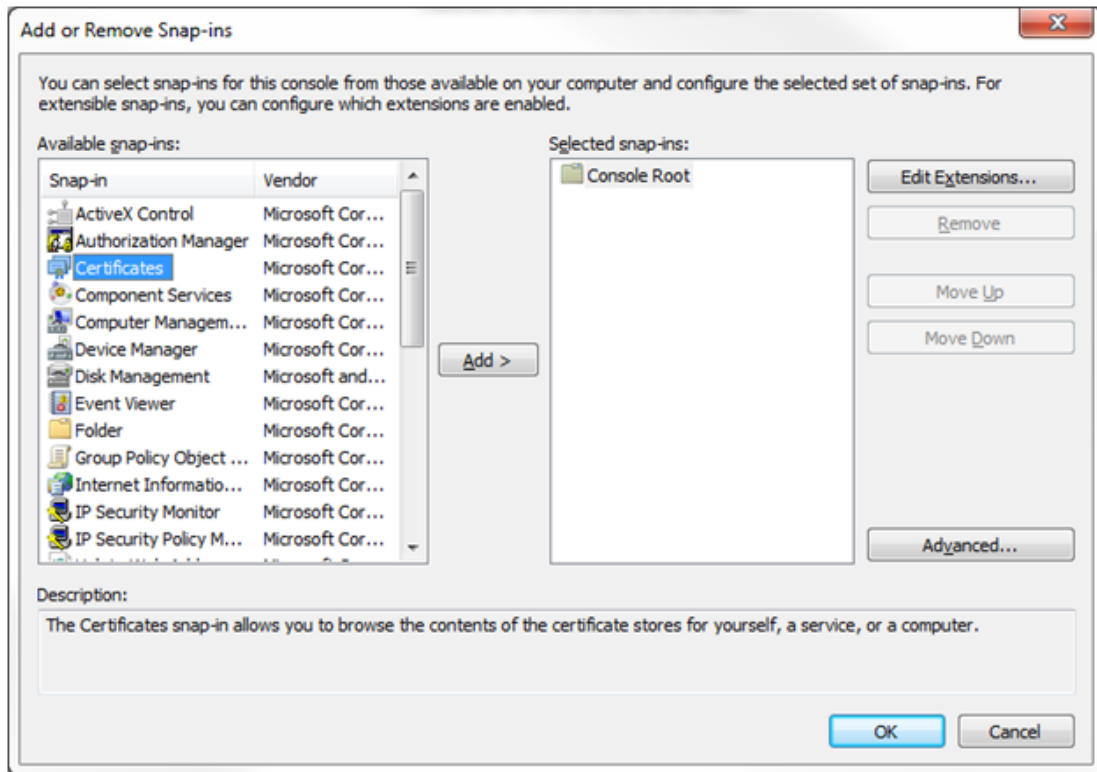 Add or Remove Snap-ins
You can select snap-ins for this console from those available on your computer and configure the selected set of snap-ins. For
extensible snap-ins, you can configure which extensions are enabled.
Available snap-ins:
Selected snap-ins:
Snap-in Vendor
ActiveX Control Microsoft Cor...
Authorization Manager Microsoft Cor...
Certificates Microsoft Cor...
Component Services Microsoft Cor...
Computer Managem... Microsoft Cor...
Device Manager Microsoft Cor...
Disk Management Microsoft and...
Event Viewer Microsoft Cor...
Folder Microsoft Cor...
Group Policy Object ... Microsoft Cor...
Internet Informatio... Microsoft Cor...
IP Security Monitor Microsoft Cor...
IP Security Policy M... Microsoft Cor...
Add >
Console Root
Edit Extensions...
Remove
Move Up
Move Down
Advanced...
Description:
The Certificates snap-in allows you to browse the contents of the certificate stores for yourself, a service, or a computer.
OK
Cancel